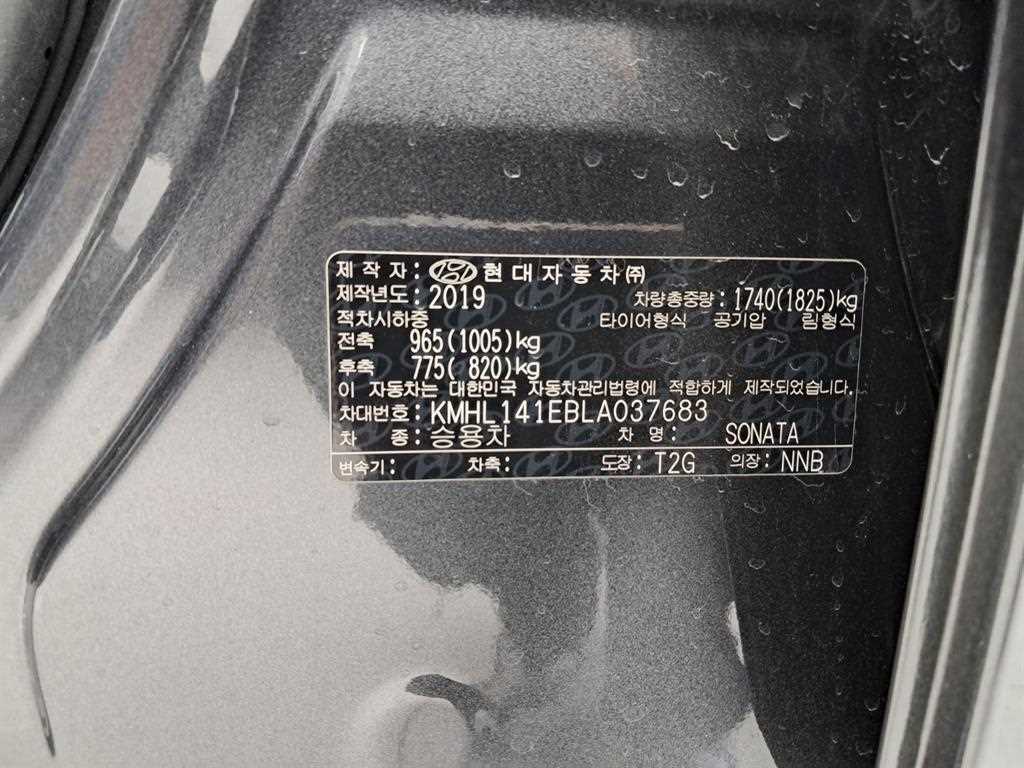 제 작 자: 현대자동차㈜
제작년도: 2019 차량총중량: 1740(1825)kg
적차시하중 타이어형식 공기압 림형식
전축 965(1005)kg
후축 775( 820)kg
이 자동차는 대한민국 자동차관리법령에 적합하게 제작되었습니다.
차대번호: KMHL141EBLA037683
차 종: 승용차 차 명: SONATA
변속기: 차축: 도장: T2G 의장: NNB